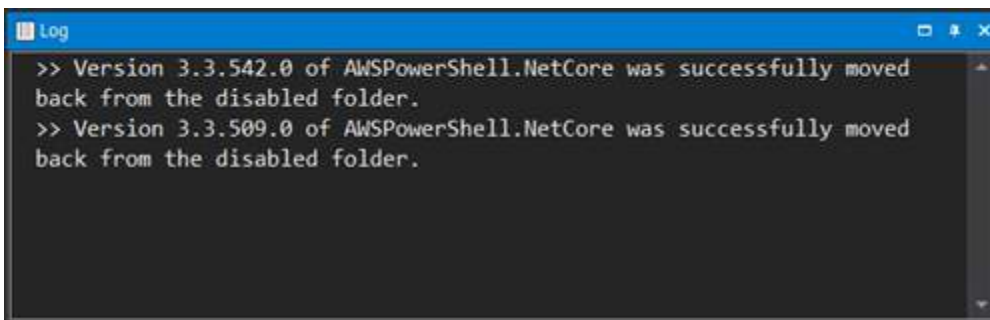 Log
>> Version 3.3.542.0 of AWSPowerShell.NetCore was successfully moved
back from the disabled folder.
>> Version 3.3.509.0 of AWSPowerShell.NetCore was successfully moved
back from the disabled folder.